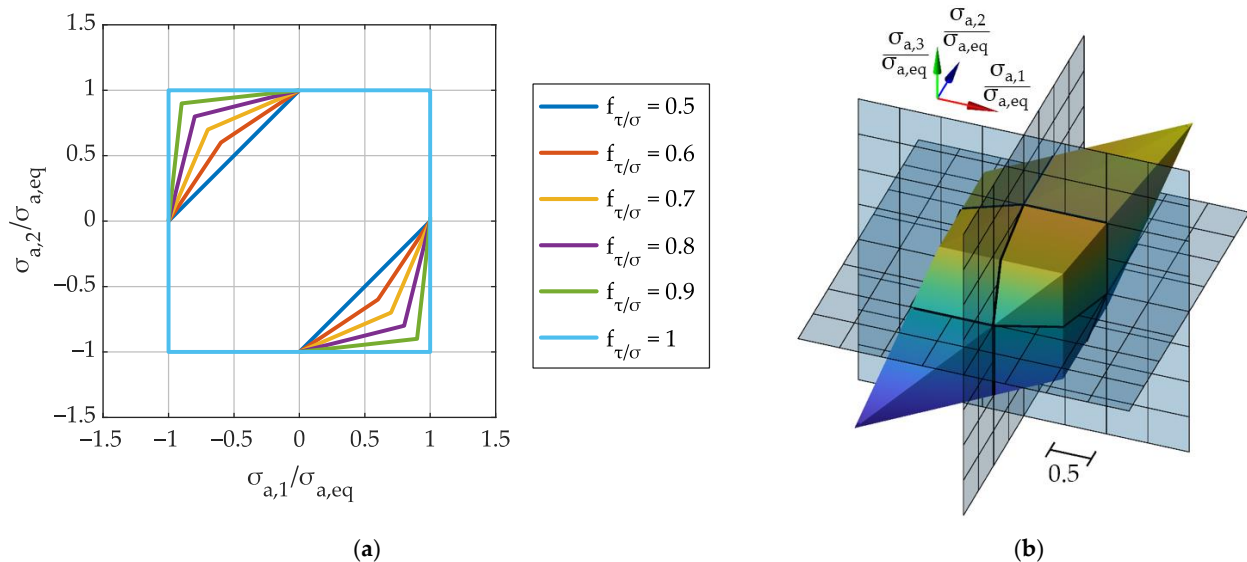 1.5
1
0.5
0
−0.5
−1
−1.5
−1.5
−1
−0.5
0
0.5
1
1.5
σa,2/σa,eq
σa,1/σa,eq
fτ/σ = 0.5
fτ/σ = 0.6
fτ/σ = 0.7
fτ/σ = 0.8
fτ/σ = 0.9
fτ/σ = 1
(a)
σa,3
σa,eq
σa,2
σa,eq
σa,1
σa,eq
0.5
(b)